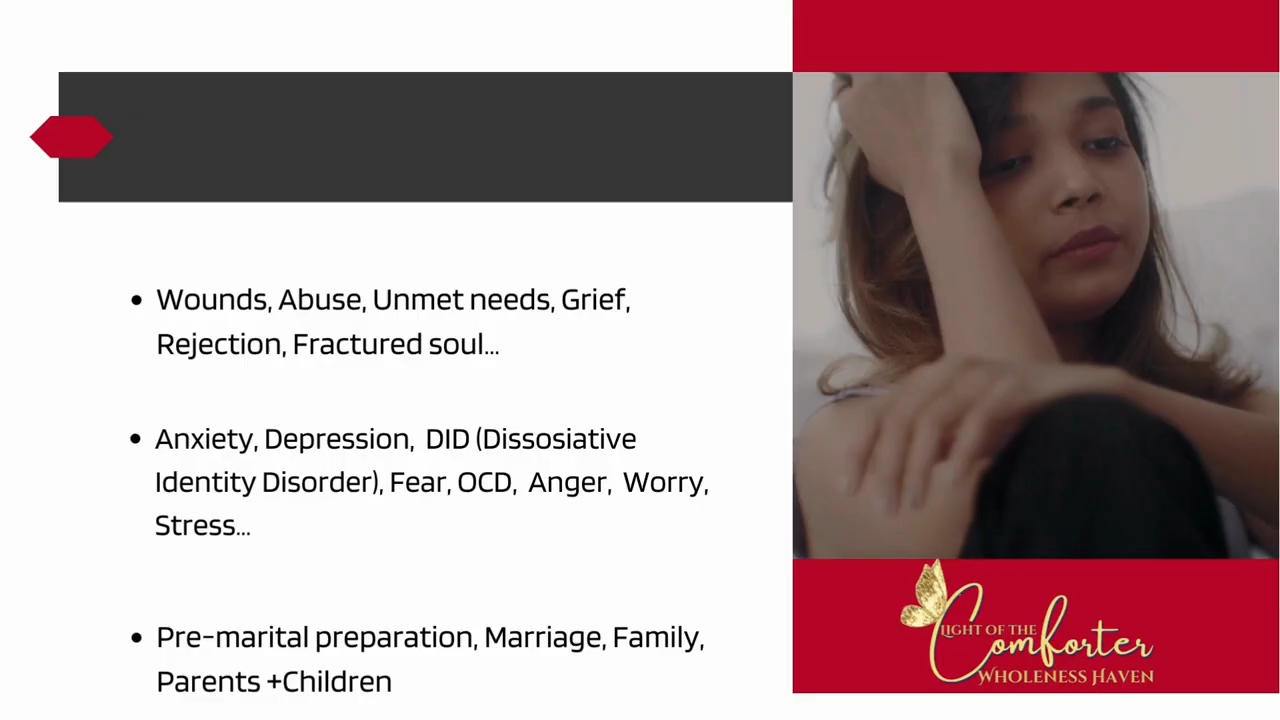 Wounds, Abuse, Unmet needs, Grief,
Rejection, Fractured soul...
Anxiety, Depression, DID (Dissosiative
Identity Disorder), Fear, OCD, Anger, Worry,
Stress...
Pre-marital preparation, Marriage, Family,
Parents +Children
LIGHT OF THE
Comforter
WHOLENESS HAVEN